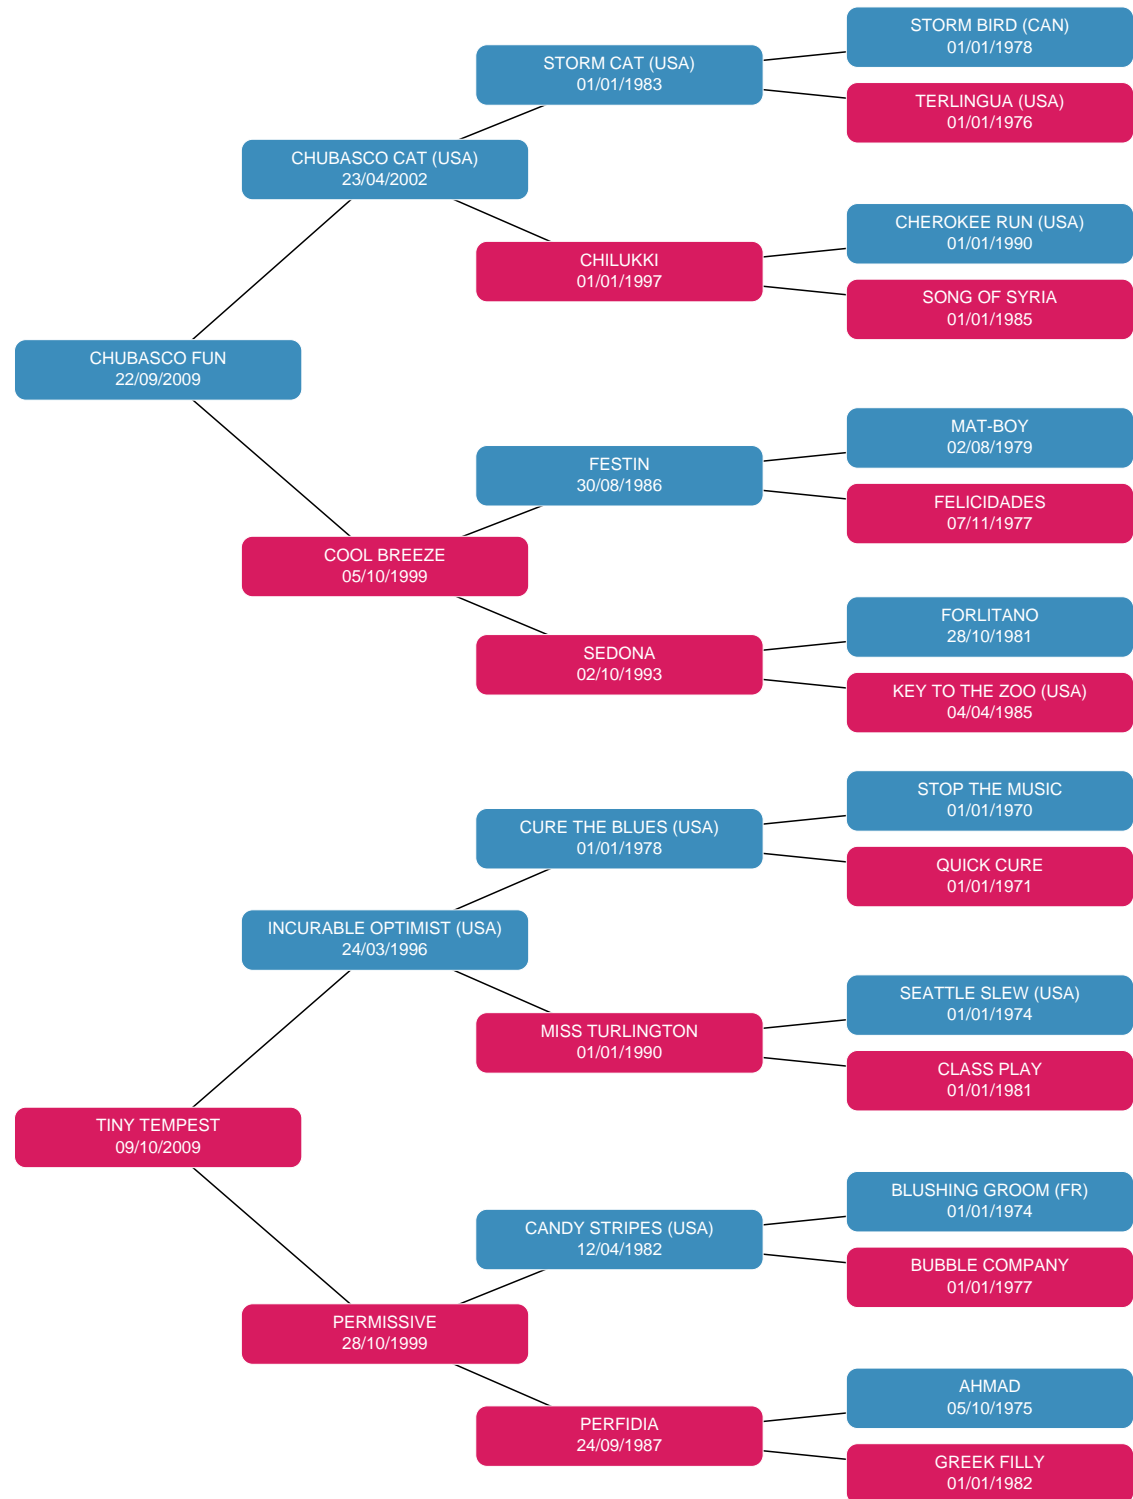 STORM BIRD (CAN)
01/01/1978
STORM CAT (USA)
01/01/1983
TERLINGUA (USA)
01/01/1976
CHUBASCO CAT (USA)
23/04/2002
CHEROKEE RUN (USA)
01/01/1990
CHILUKKI
01/01/1997
SONG OF SYRIA
01/01/1985
CHUBASCO FUN
22/09/2009
MAT-BOY
02/08/1979
FESTIN
30/08/1986
FELICIDADES
07/11/1977
COOL BREEZE
05/10/1999
FORLITANO
28/10/1981
SEDONA
02/10/1993
KEY TO THE ZOO (USA)
04/04/1985
STOP THE MUSIC
01/01/1970
CURE THE BLUES (USA)
01/01/1978
QUICK CURE
01/01/1971
INCURABLE OPTIMIST (USA)
24/03/1996
SEATTLE SLEW (USA)
01/01/1974
MISS TURLINGTON
01/01/1990
CLASS PLAY
01/01/1981
TINY TEMPEST
09/10/2009
BLUSHING GROOM (FR)
01/01/1974
CANDY STRIPES (USA)
12/04/1982
BUBBLE COMPANY
01/01/1977
PERMISSIVE
28/10/1999
AHMAD
05/10/1975
PERFIDIA
24/09/1987
GREEK FILLY
01/01/1982